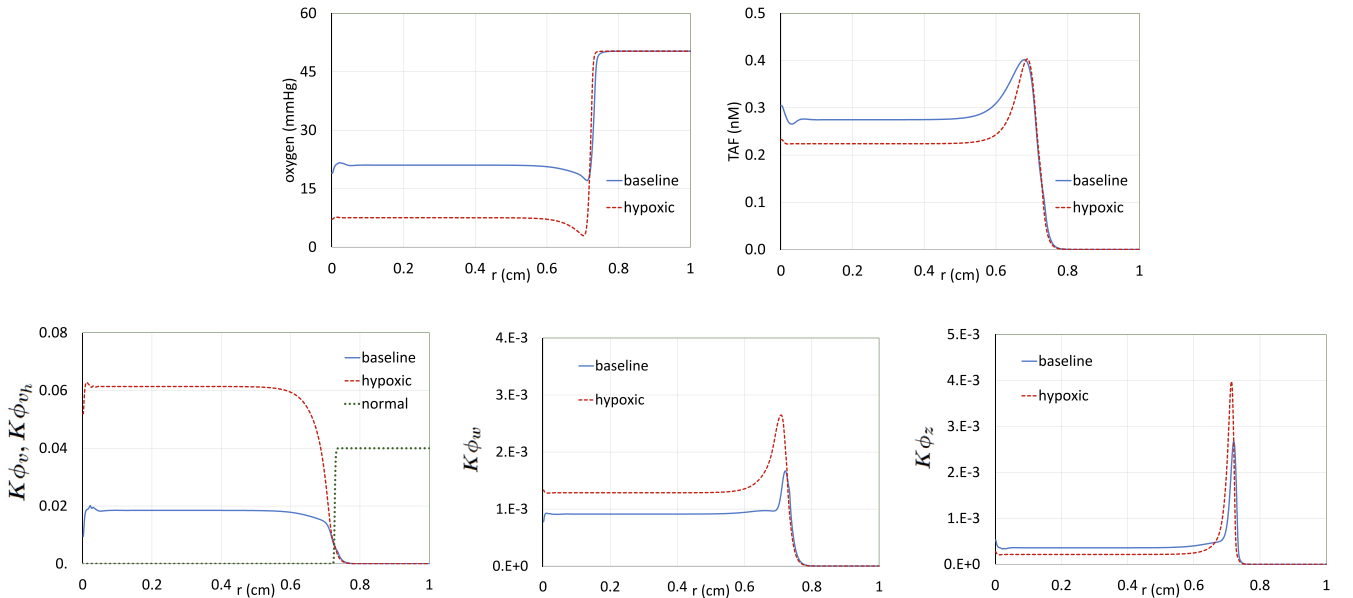 60
45
30
15
0
oxygen (mmHg)
baseline
hypoxic
0 0.2 0.4 0.6 0.8 1
r (cm)
0.5
0.4
0.3
0.2
0.1
0.0
TAF (nM)
baseline
hypoxic
0 0.2 0.4 0.6 0.8 1
r (cm)
0.08
0.06
0.04
0.02
0.
Kϕᵥ, Kϕᵥₕ
baseline
hypoxic
normal
0 0.2 0.4 0.6 0.8 1
r (cm)
4.E-3
3.E-3
2.E-3
1.E-3
0.E+0
Kϕ_w
baseline
hypoxic
0 0.2 0.4 0.6 0.8 1
r (cm)
5.E-3
4.E-3
3.E-3
2.E-3
1.E-3
0.E+0
Kϕ_z
baseline
hypoxic
0 0.2 0.4 0.6 0.8 1
r (cm)